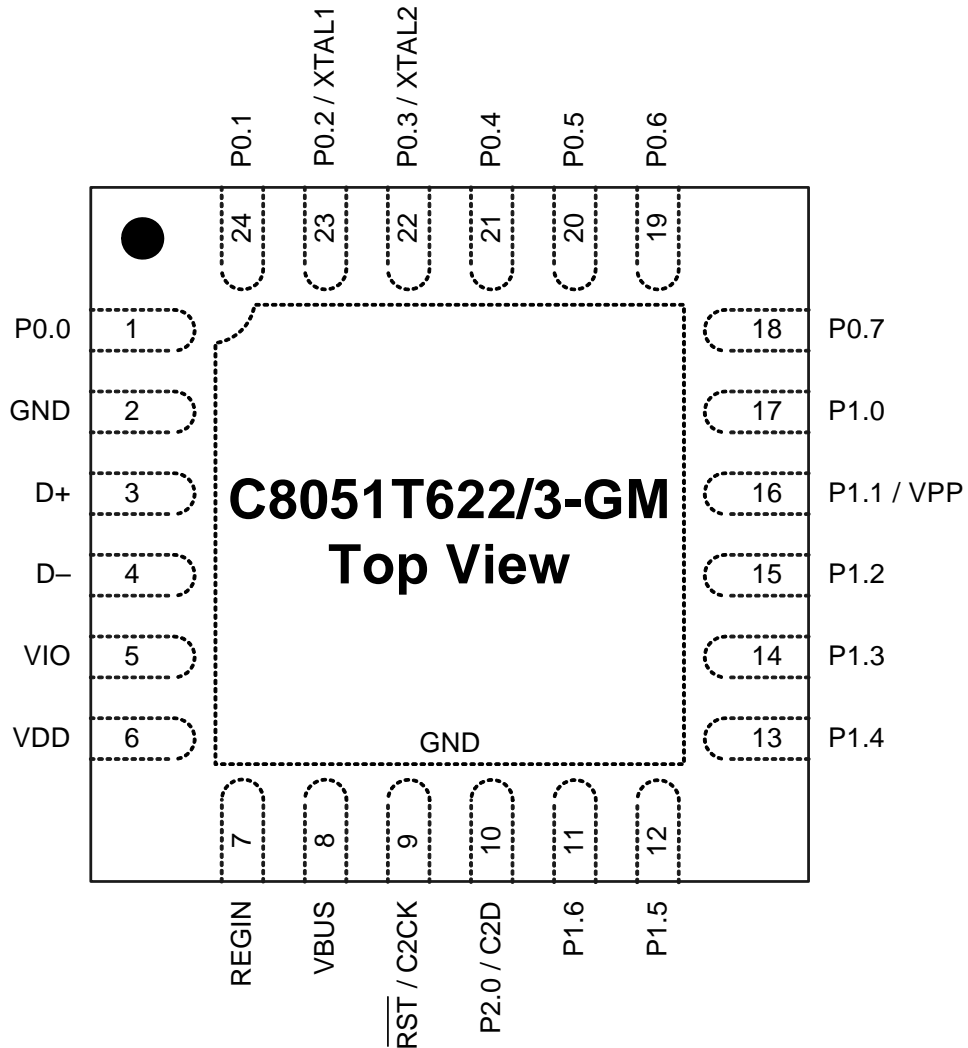 P0.1
P0.2 / XTAL1
P0.3 / XTAL2
P0.4
P0.5
P0.6
24
23
22
21
20
19
P0.0
1
GND
2
D+
3
D–
4
VIO
5
VDD
6
C8051T622/3-GM
Top View
GND
18
P0.7
17
P1.0
16
P1.1 / VPP
15
P1.2
14
P1.3
13
P1.4
7
8
9
10
11
12
REGIN
VBUS
RST / C2CK
P2.0 / C2D
P1.6
P1.5